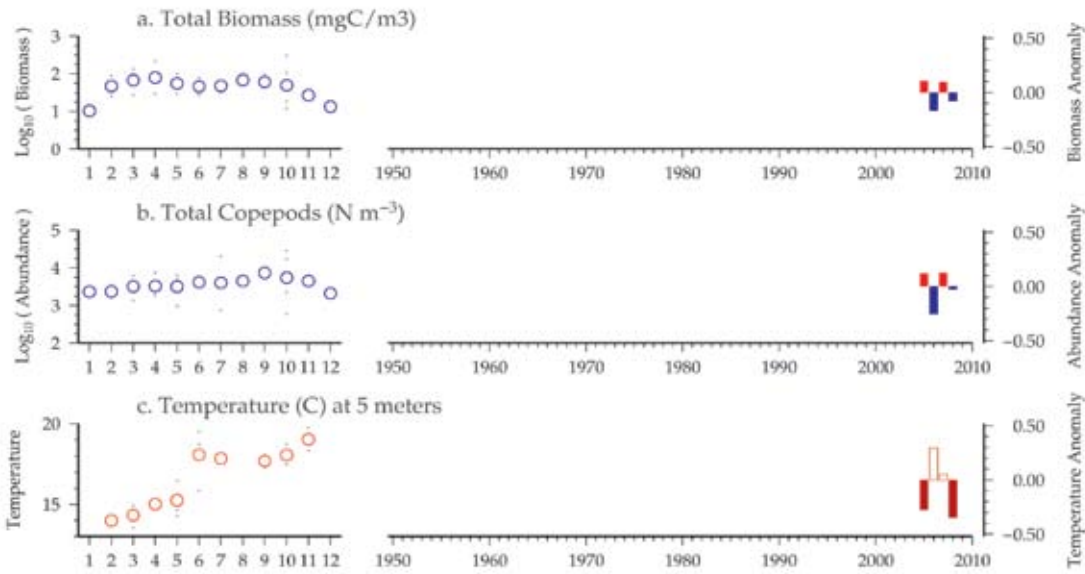 a. Total Biomass (mgC/m3)
Log₁₀ ( Biomass )
3
2
1
0
1 2 3 4 5 6 7 8 9 10 11 12
1950 1960 1970 1980 1990 2000 2010
0.50
0.00
−0.50
Biomass Anomaly
b. Total Copepods (N m⁻³)
Log₁₀ ( Abundance )
5
4
3
2
1 2 3 4 5 6 7 8 9 10 11 12
1950 1960 1970 1980 1990 2000 2010
0.50
0.00
−0.50
Abundance Anomaly
c. Temperature (C) at 5 meters
Temperature
20
15
1 2 3 4 5 6 7 8 9 10 11 12
1950 1960 1970 1980 1990 2000 2010
0.50
0.00
−0.50
Temperature Anomaly